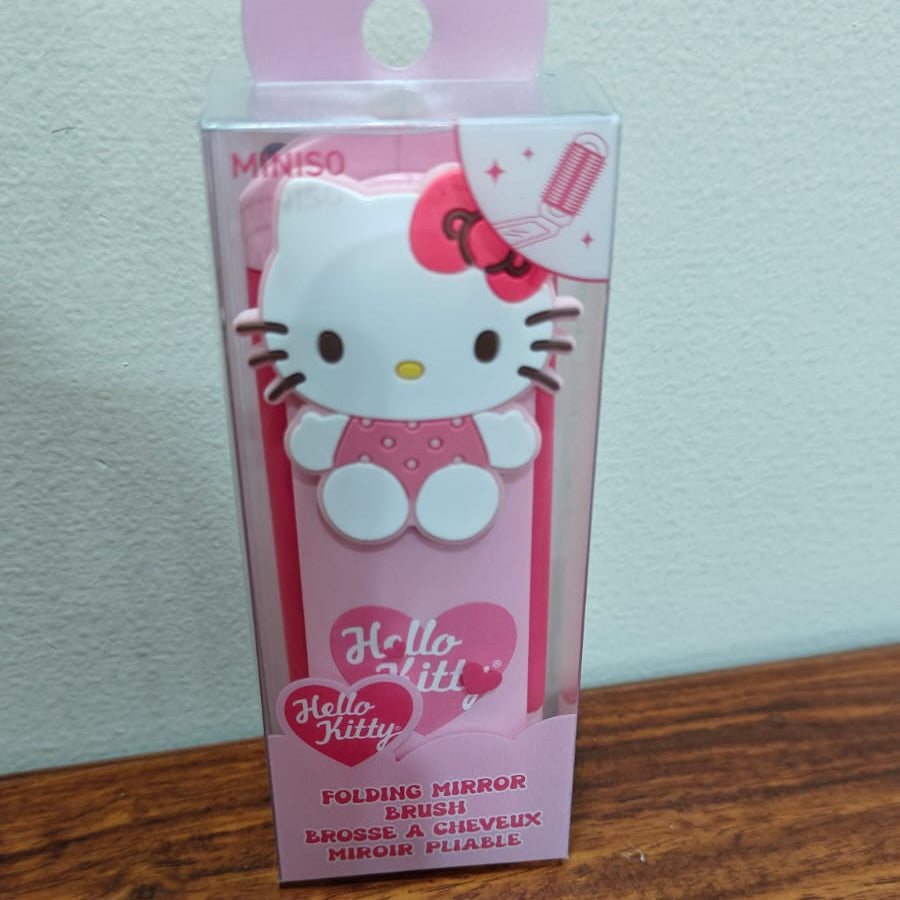 MINISO
Hello
Kitty®
Hello
Kitty®
FOLDING MIRROR
BRUSH
BROSSE A CHEVEUX
MIROIR PLIABLE